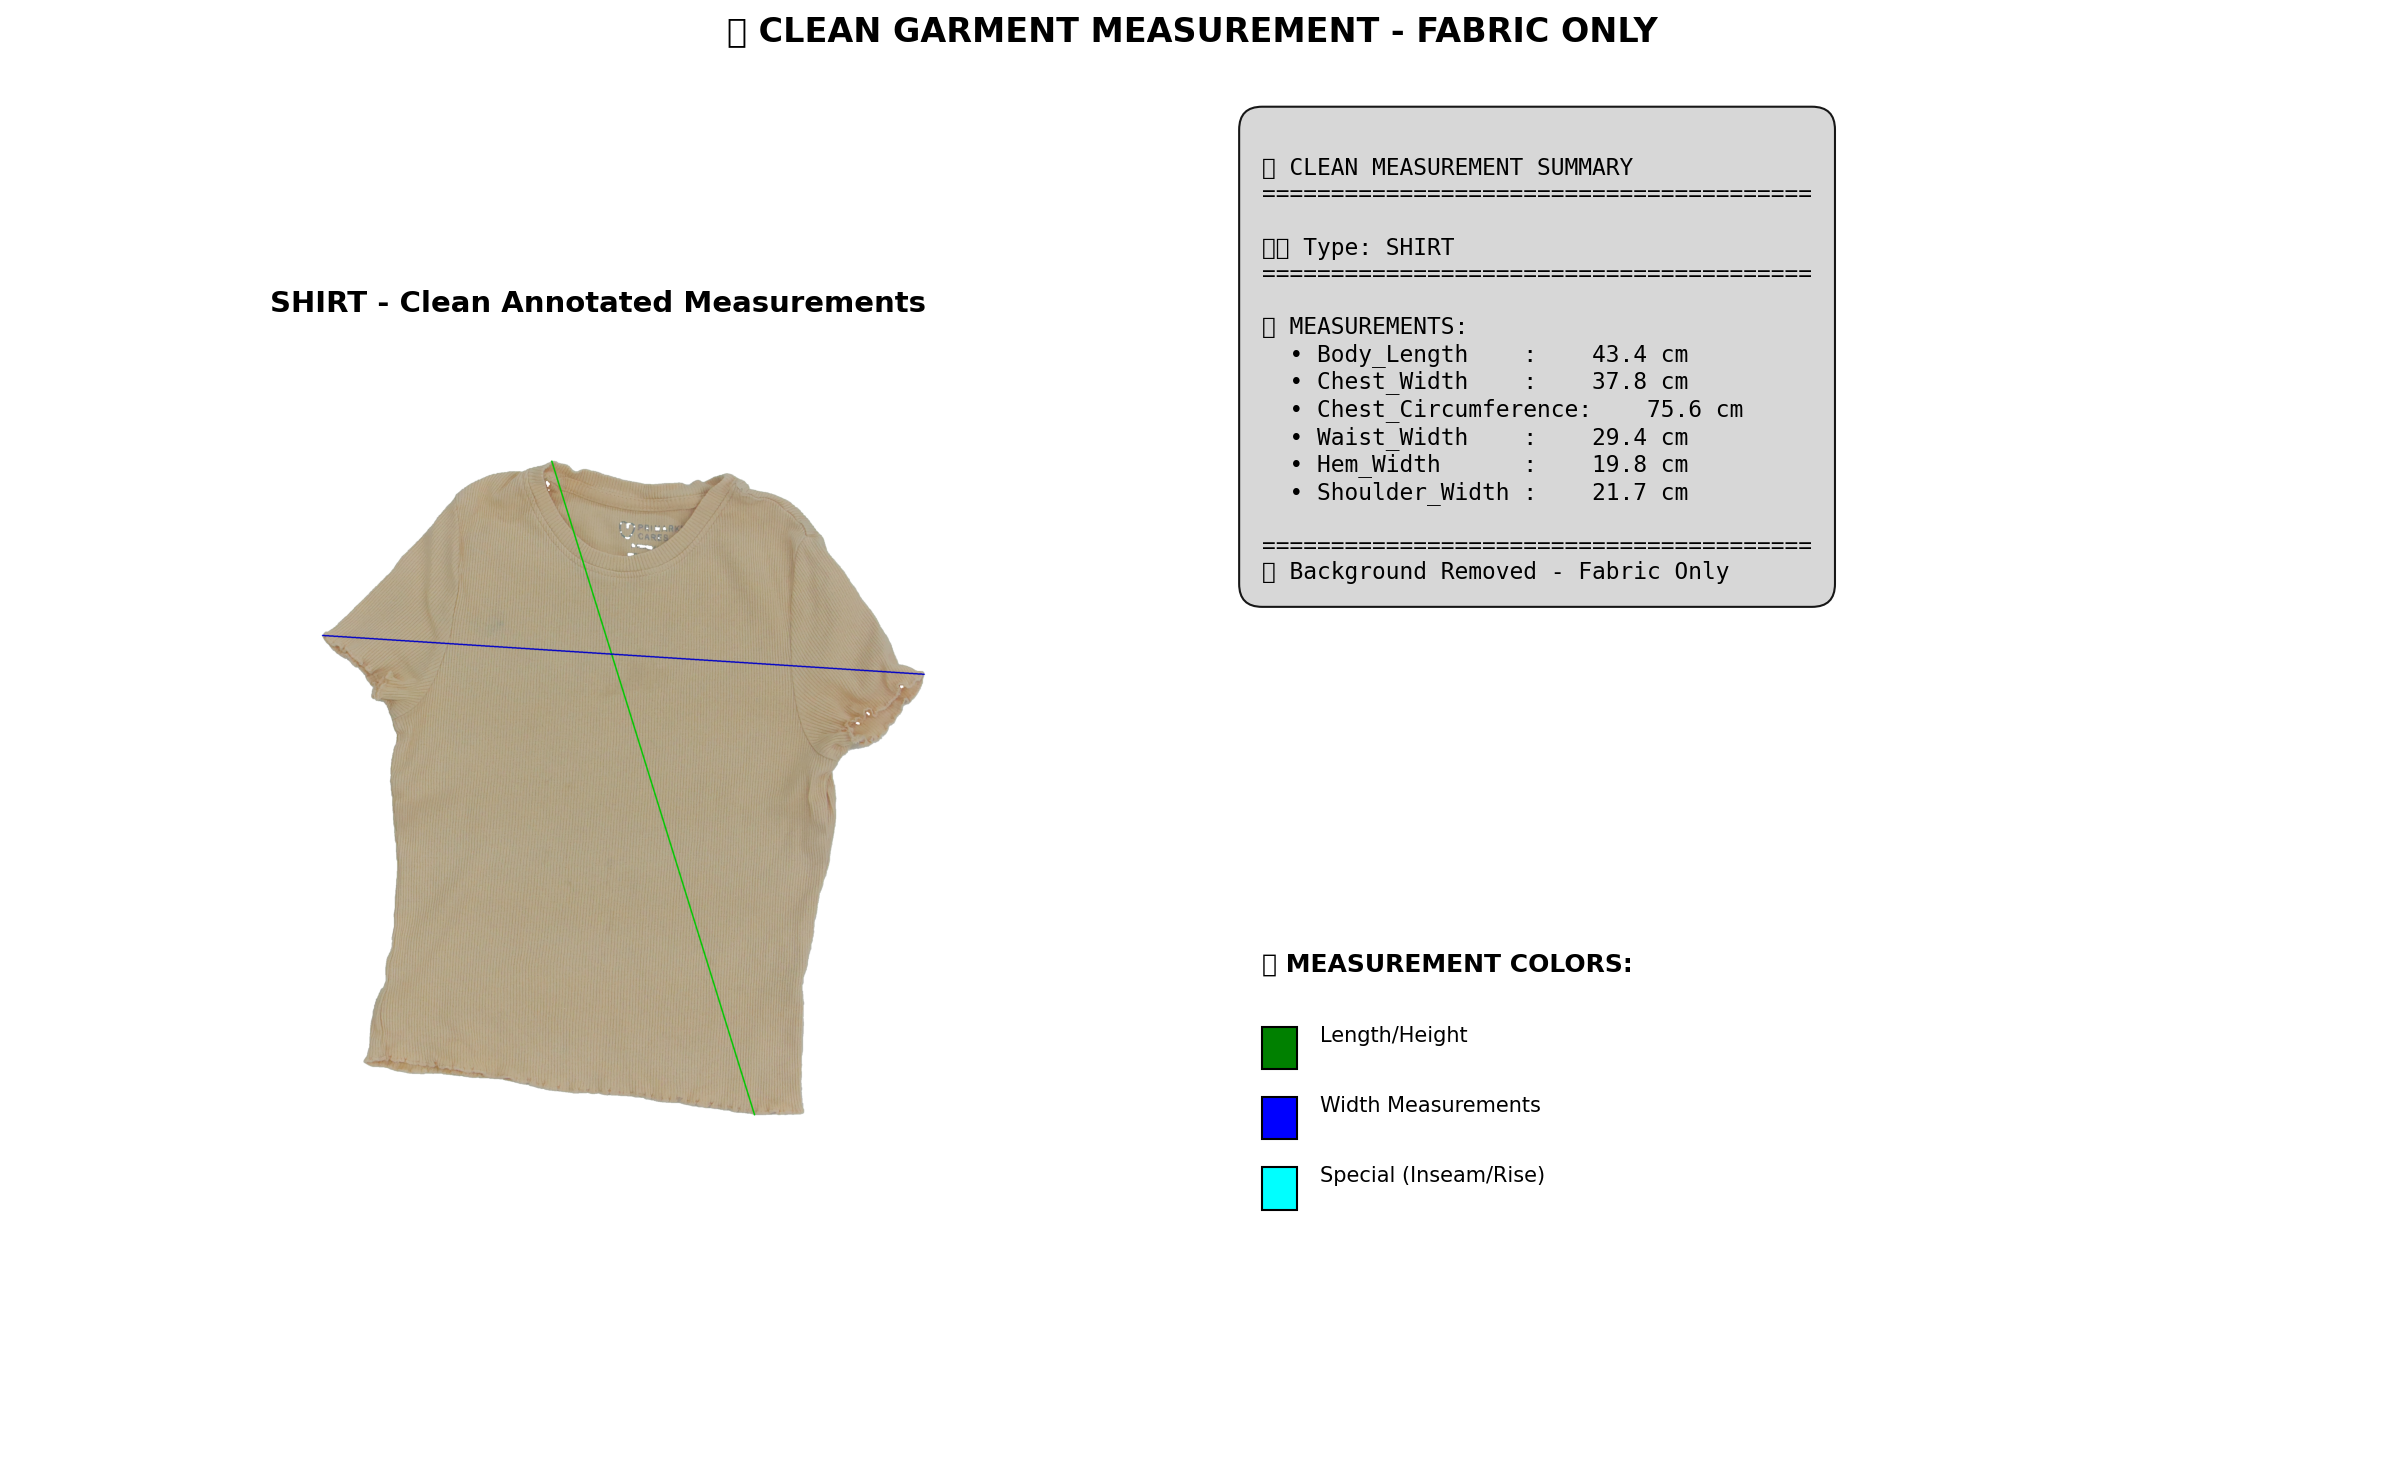 CLEAN GARMENT MEASUREMENT - FABRIC ONLY
SHIRT - Clean Annotated Measurements
CLEAN MEASUREMENT SUMMARY
========================================
Type: SHIRT
========================================
MEASUREMENTS:
• Body_Length    :    43.4 cm
• Chest_Width    :    37.8 cm
• Chest_Circumference:    75.6 cm
• Waist_Width    :    29.4 cm
• Hem_Width      :    19.8 cm
• Shoulder_Width :    21.7 cm
========================================
Background Removed - Fabric Only
MEASUREMENT COLORS:
Length/Height
Width Measurements
Special (Inseam/Rise)